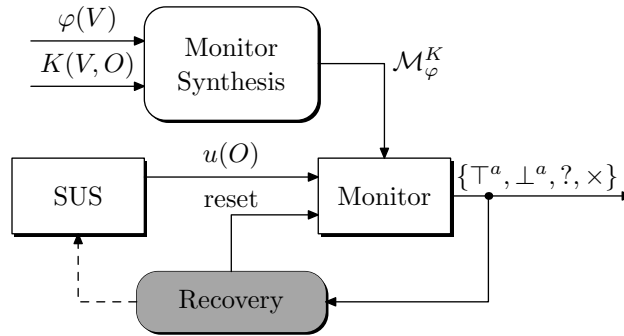 φ(V)
K(V, O)
Monitor
Synthesis
M_φ^K
SUS
u(O)
reset
Monitor
{⊤^a, ⊥^a, ?, ×}
Recovery